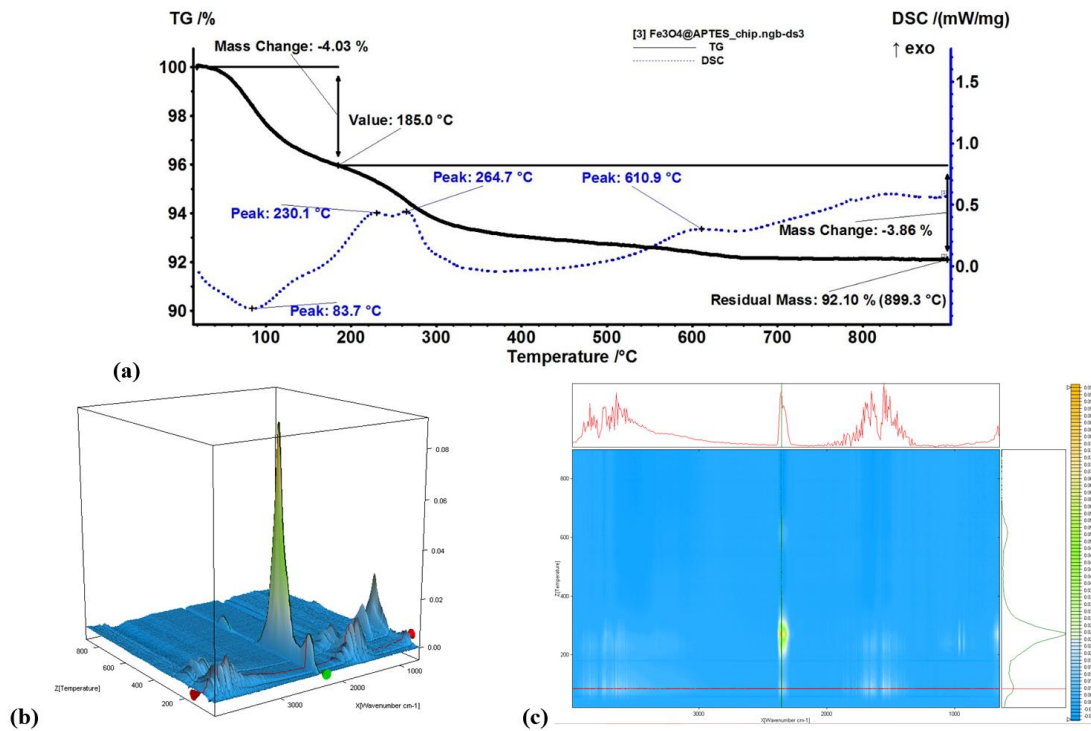 TG /%
DSC /(mW/mg)
↑ exo
[3] Fe3O4@APTES_chip.ngb-ds3
TG
DSC
Mass Change: -4.03 %
Value: 185.0 °C
Peak: 264.7 °C
Peak: 610.9 °C
Peak: 230.1 °C
Mass Change: -3.86 %
Peak: 83.7 °C
Residual Mass: 92.10 % (899.3 °C)
100
98
96
94
92
90
1.5
1.0
0.5
0.0
100 200 300 400 500 600 700 800
Temperature /°C
(a)
0.08
0.06
0.04
0.02
0.00
800
600
400
200
Z[Temperature]
3000
2000
1000
X[Wavenumber cm-1]
(b)
800
600
400
200
Z[Temperature]
3000 2000 1000
X[Wavenumber cm-1]
(c)